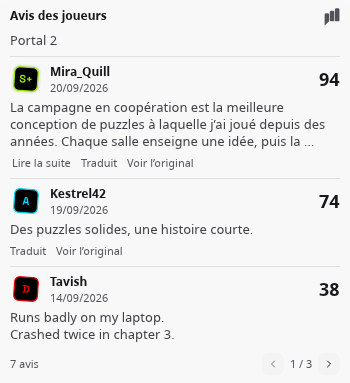 Avis des joueurs
Portal 2
S+
Mira_Quill
20/09/2026
94
La campagne en coopération est la meilleure
conception de puzzles à laquelle j’ai joué depuis des
années. Chaque salle enseigne une idée, puis la ...
Lire la suite Traduit Voir l’original
A
Kestrel42
19/09/2026
74
Des puzzles solides, une histoire courte.
Traduit Voir l’original
D
Tavish
14/09/2026
38
Runs badly on my laptop.
Crashed twice in chapter 3.
7 avis
1 / 3